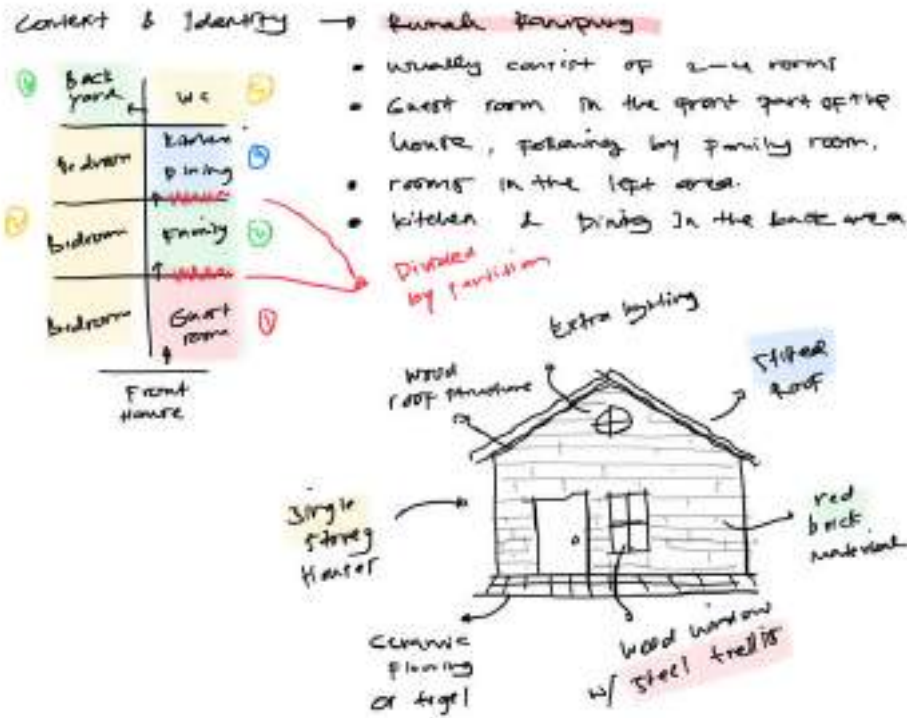 Context & Identity → Rumah Kampung
• usually consist of 2-4 rooms
• Guest room in the front part of the
house, following by family room.
• rooms in the left area.
• kitchen & Dining in the back area
Back
yard
WC
Bedroom
Kitchen
Dining
Bedroom
Family
Bedroom
Guest
room
1
Front
House
Divided
by partition
Extra lighting
wood
roof structure
roof
Single
storey
House
red
brick
material
Ceramic
or tegel
wood window
w/ steel trellis